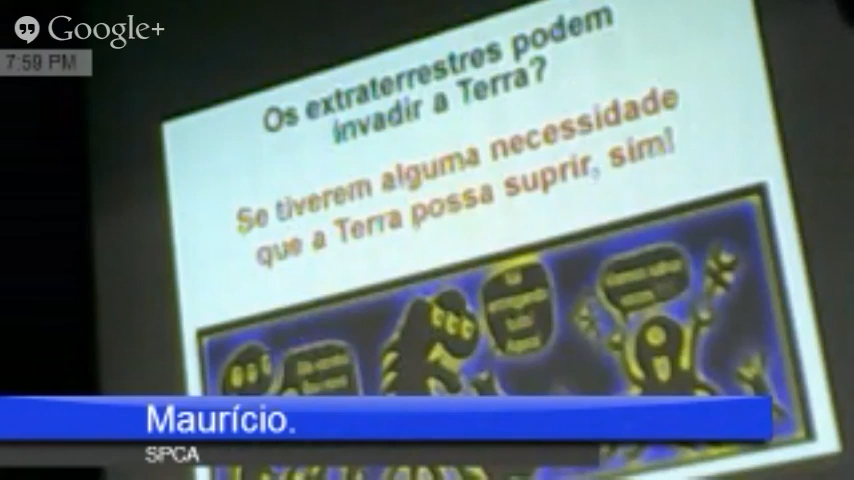 Google+
7:59 PM
Os extraterrestres podem
invadir a Terra?
Se tiverem alguma necessidade
que a Terra possa suprir, sim!
Maurício.
SPCA